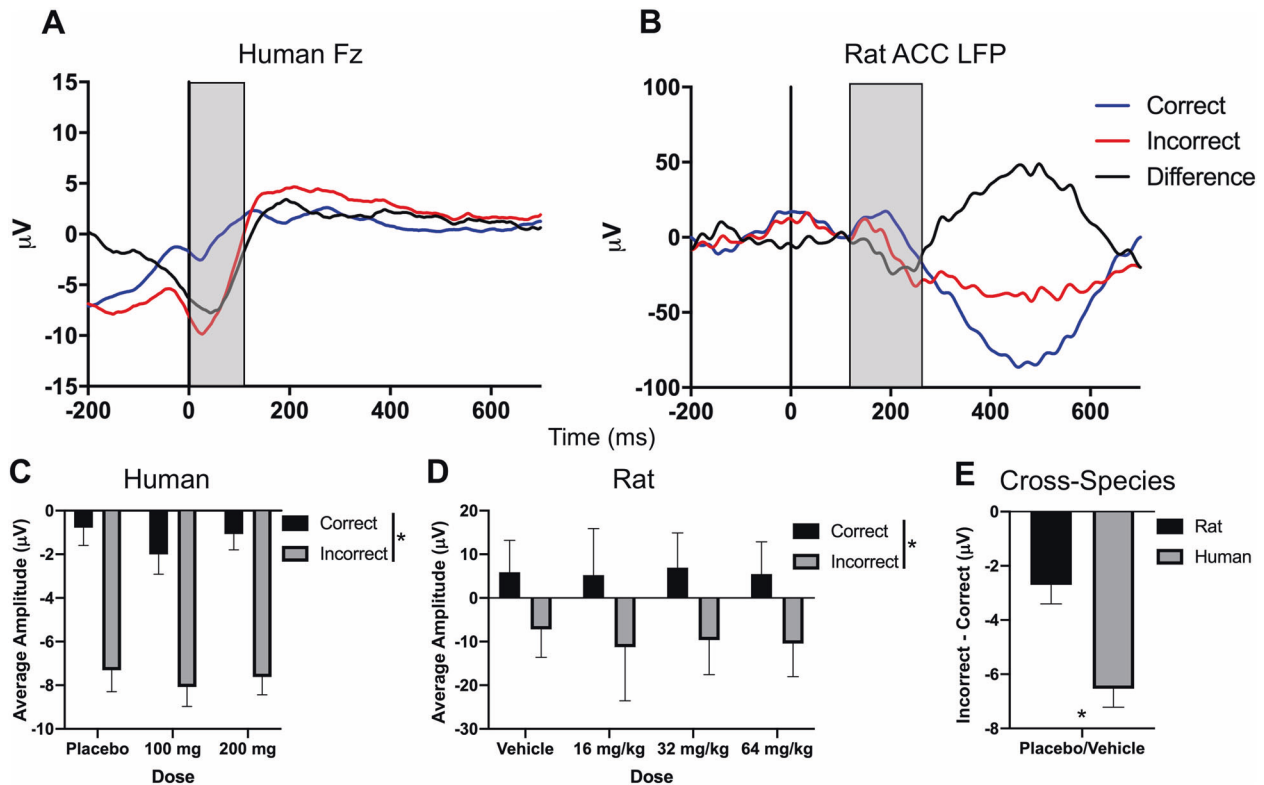 A
Human Fz
15
10
5
0
-5
-10
-15
μV
-200 0 200 400 600
B
Rat ACC LFP
100
50
0
-50
-100
μV
-200 0 200 400 600
Correct
Incorrect
Difference
Time (ms)
C
Human
0
-2
-4
-6
-8
-10
Average Amplitude (μV)
Correct
Incorrect
*
Placebo 100 mg 200 mg
Dose
D
Rat
20
10
0
-10
-20
-30
Average Amplitude (μV)
Correct
Incorrect
*
Vehicle 16 mg/kg 32 mg/kg 64 mg/kg
Dose
E
Cross-Species
0
-2
-4
-6
-8
Incorrect - Correct (μV)
Rat
Human
*
Placebo/Vehicle